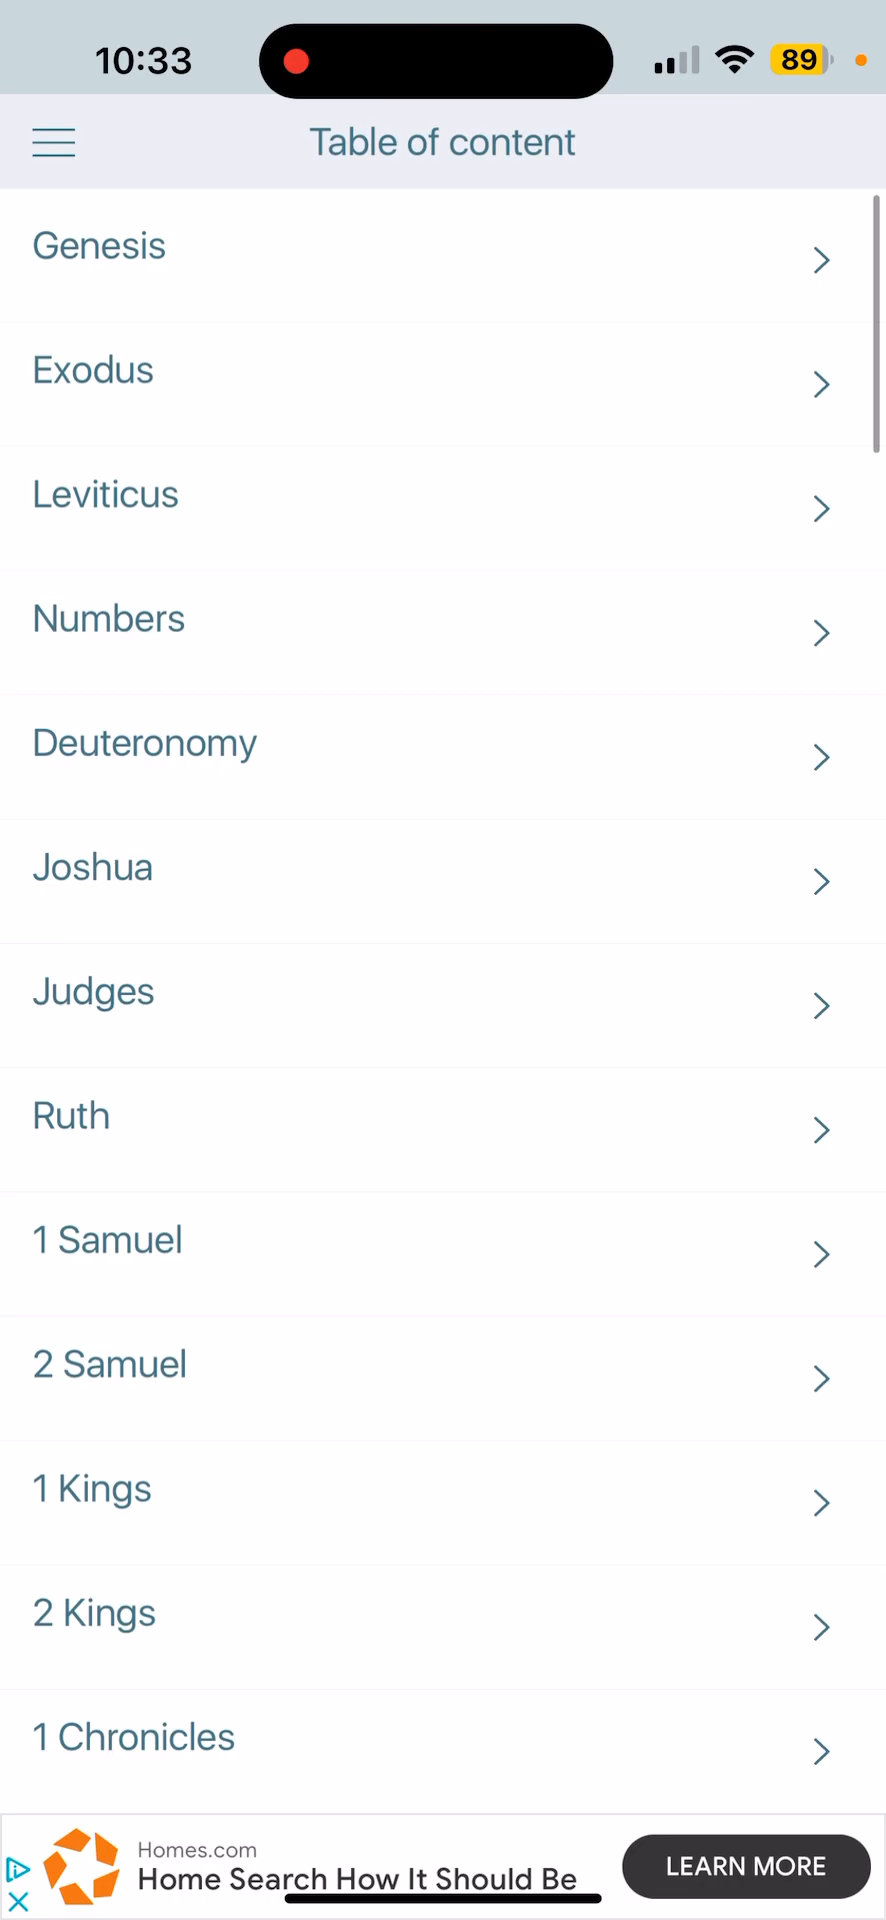 10:33
89
Table of content
Genesis
Exodus
Leviticus
Numbers
Deuteronomy
Joshua
Judges
Ruth
1 Samuel
2 Samuel
1 Kings
2 Kings
1 Chronicles
Homes.com
Home Search How It Should Be
LEARN MORE